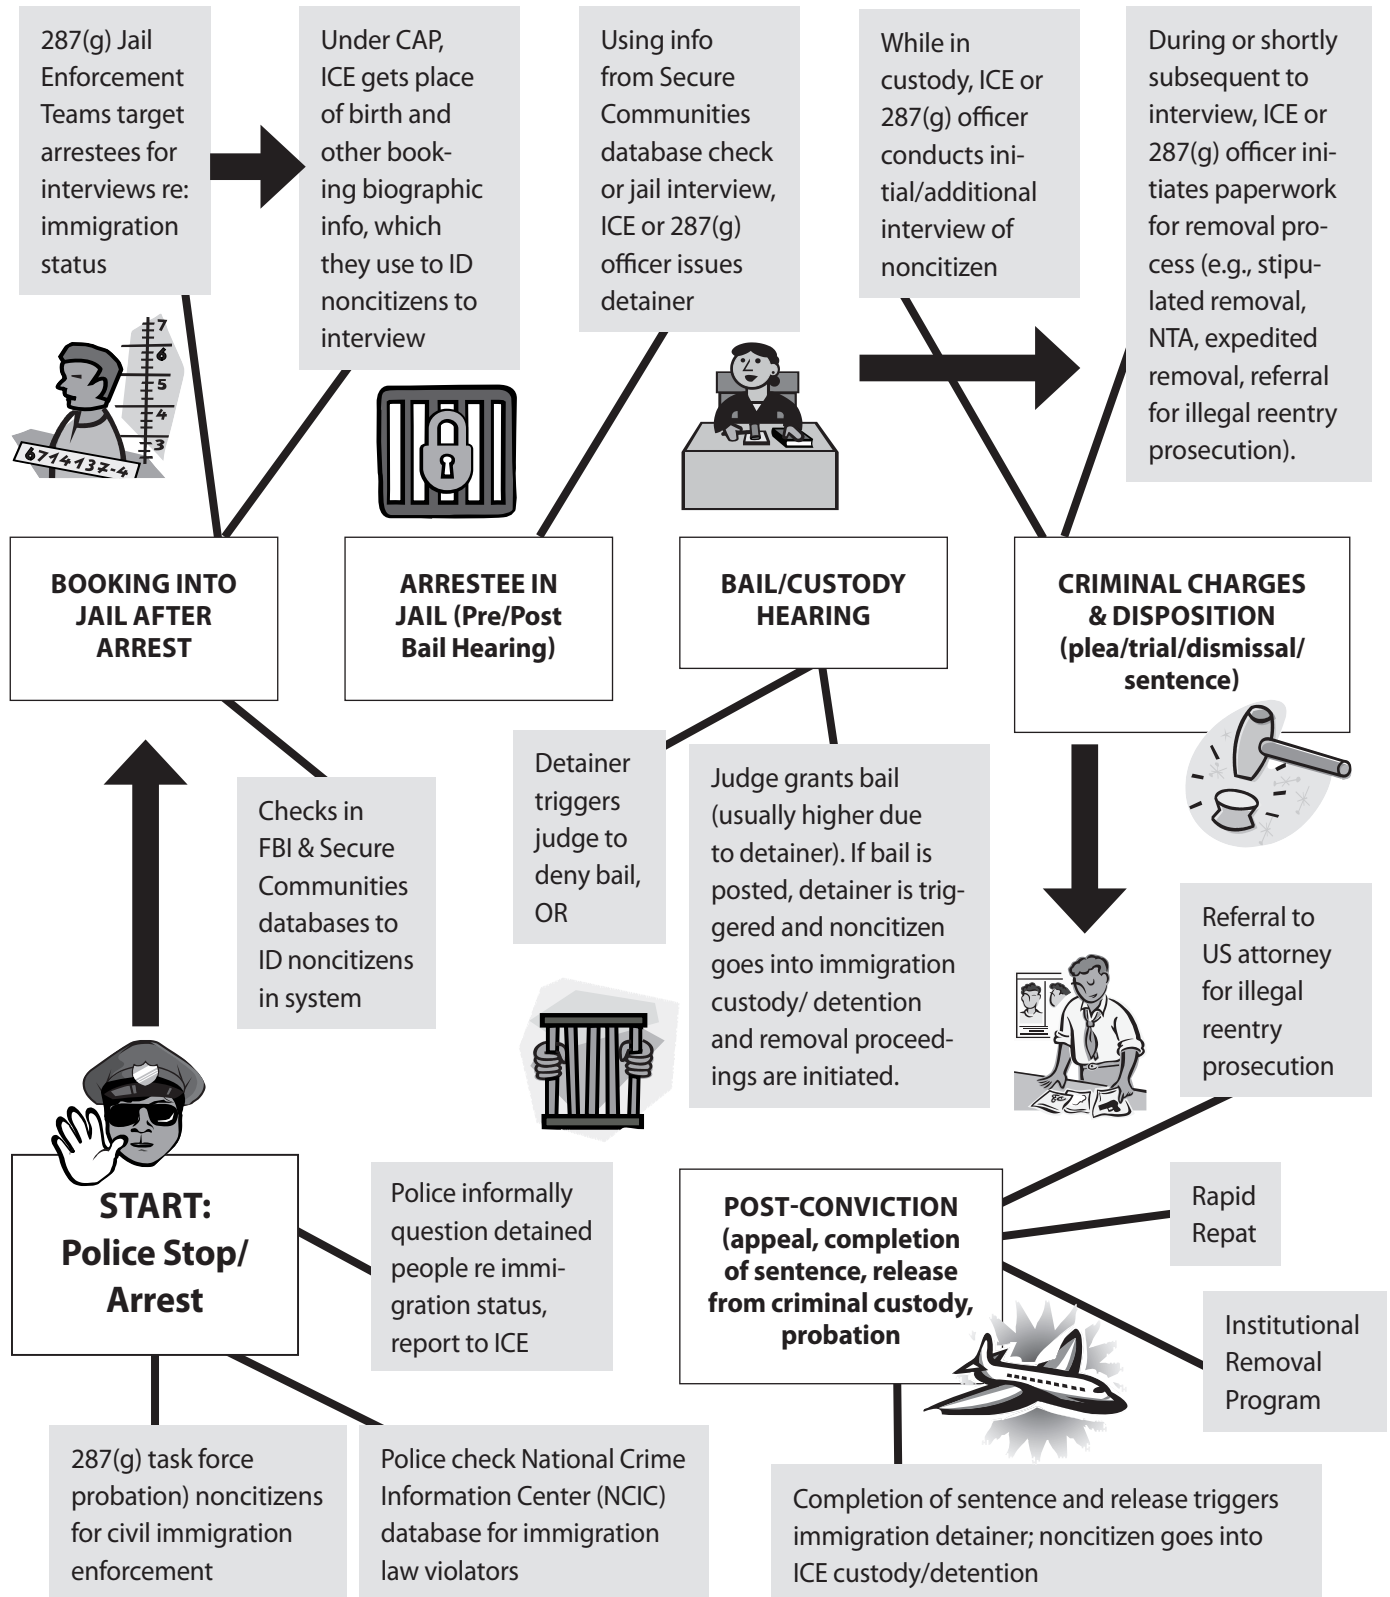 287(g) Jail
Enforcement
Teams target
arrestees for
interviews re:
immigration
status
Under CAP,
ICE gets place
of birth and
other book-
ing biographic
info, which
they use to ID
noncitizens to
interview
Using info
from Secure
Communities
database check
or jail interview,
ICE or 287(g)
officer issues
detainer
While in
custody, ICE or
287(g) officer
conducts ini-
tial/additional
interview of
noncitizen
During or shortly
subsequent to
interview, ICE or
287(g) officer ini-
tiates paperwork
for removal pro-
cess (e.g., stipu-
lated removal,
NTA, expedited
removal, referral
for illegal reentry
prosecution).
7
6
5
4
3
6714137-4
BOOKING INTO
JAIL AFTER
ARREST
ARRESTEE IN
JAIL (Pre/Post
Bail Hearing)
BAIL/CUSTODY
HEARING
CRIMINAL CHARGES
& DISPOSITION
(plea/trial/dismissal/
sentence)
Checks in
FBI & Secure
Communities
databases to
ID noncitizens
in system
Detainer
triggers
judge to
deny bail,
OR
Judge grants bail
(usually higher due
to detainer). If bail is
posted, detainer is trig-
gered and noncitizen
goes into immigration
custody/ detention
and removal proceed-
ings are initiated.
Referral to
US attorney
for illegal
reentry
prosecution
START:
Police Stop/
Arrest
Police informally
question detained
people re immi-
gration status,
report to ICE
POST-CONVICTION
(appeal, completion
of sentence, release
from criminal custody,
probation
Rapid
Repat
Institutional
Removal
Program
287(g) task force
probation) noncitizens
for civil immigration
enforcement
Police check National Crime
Information Center (NCIC)
database for immigration
law violators
Completion of sentence and release triggers
immigration detainer; noncitizen goes into
ICE custody/detention